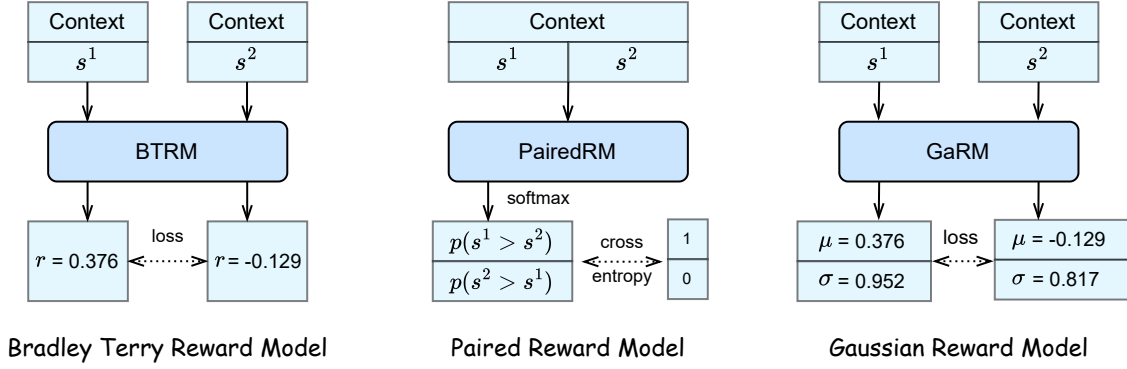 Context
s^1
Context
s^2
BTRM
r = 0.376
loss
r = -0.129
Bradley Terry Reward Model
Context
s^1
s^2
PairedRM
softmax
p(s^1 > s^2)
p(s^2 > s^1)
cross
entropy
1
0
Paired Reward Model
Context
s^1
Context
s^2
GaRM
μ = 0.376
σ = 0.952
loss
μ = -0.129
σ = 0.817
Gaussian Reward Model